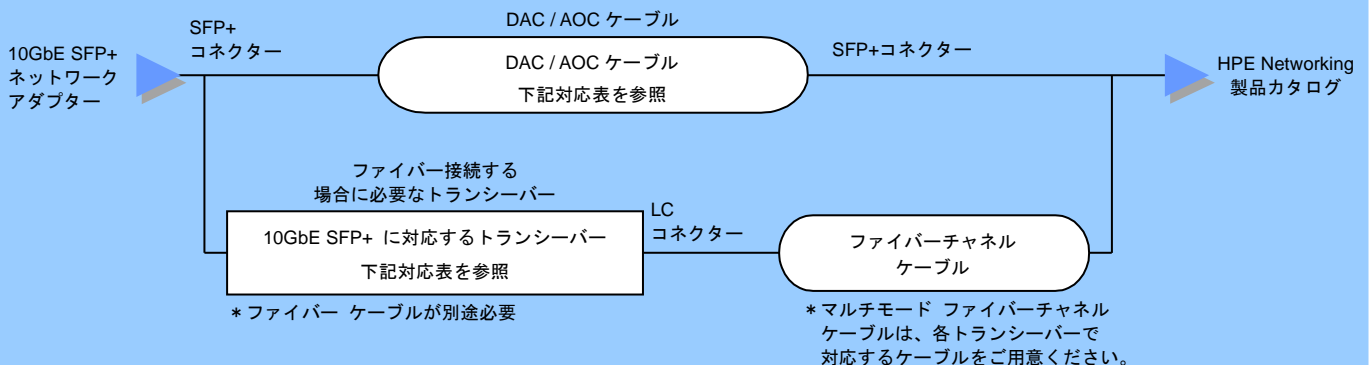 10GbE SFP+
ネットワーク
アダプター
SFP+
コネクター
DAC / AOC ケーブル
DAC / AOC ケーブル
下記対応表を参照
SFP+コネクター
HPE Networking
製品カタログ
ファイバー接続する
場合に必要なトランシーバー
10GbE SFP+ に対応するトランシーバー
下記対応表を参照
＊ファイバー ケーブルが別途必要
LC
コネクター
ファイバーチャネル
ケーブル
＊マルチモード ファイバーチャネル
ケーブルは、各トランシーバーで
対応するケーブルをご用意ください。